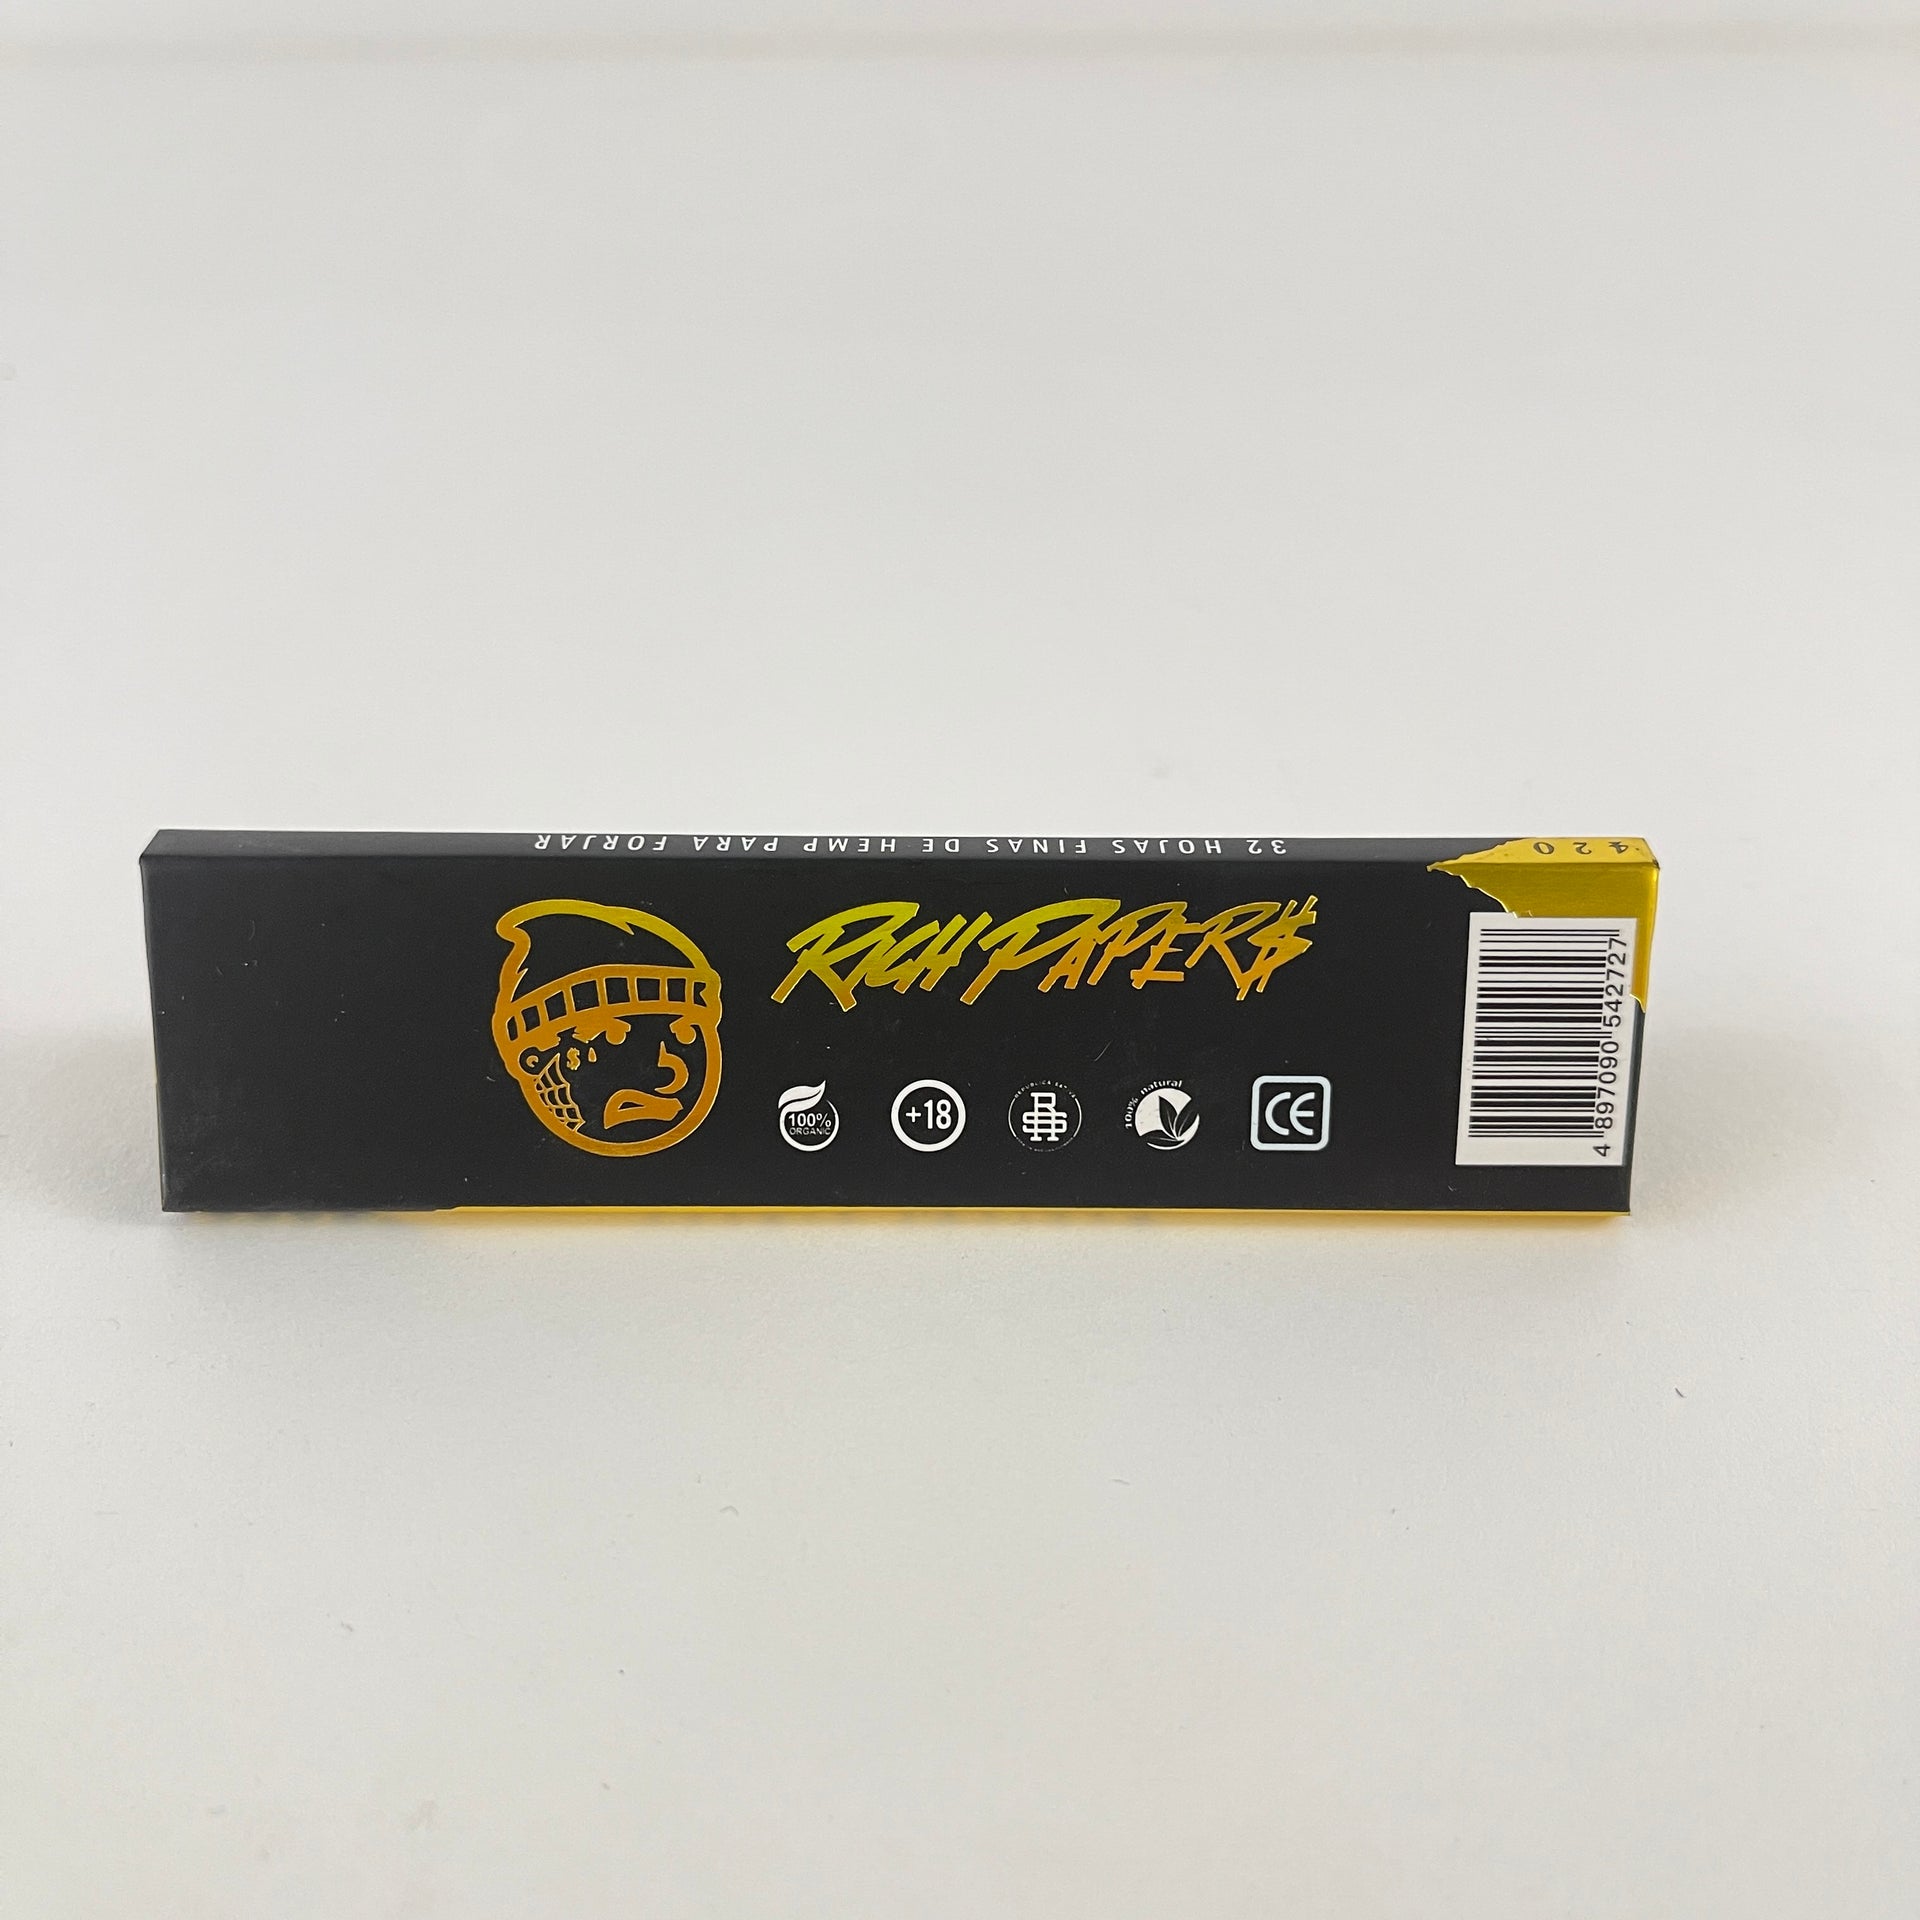 32 HOJAS FINAS DE HEMP PARA FORJAR
420
RICH PAPER$
$
100%
ORGANIC
+18
100% natural
CE
4 897090 542727